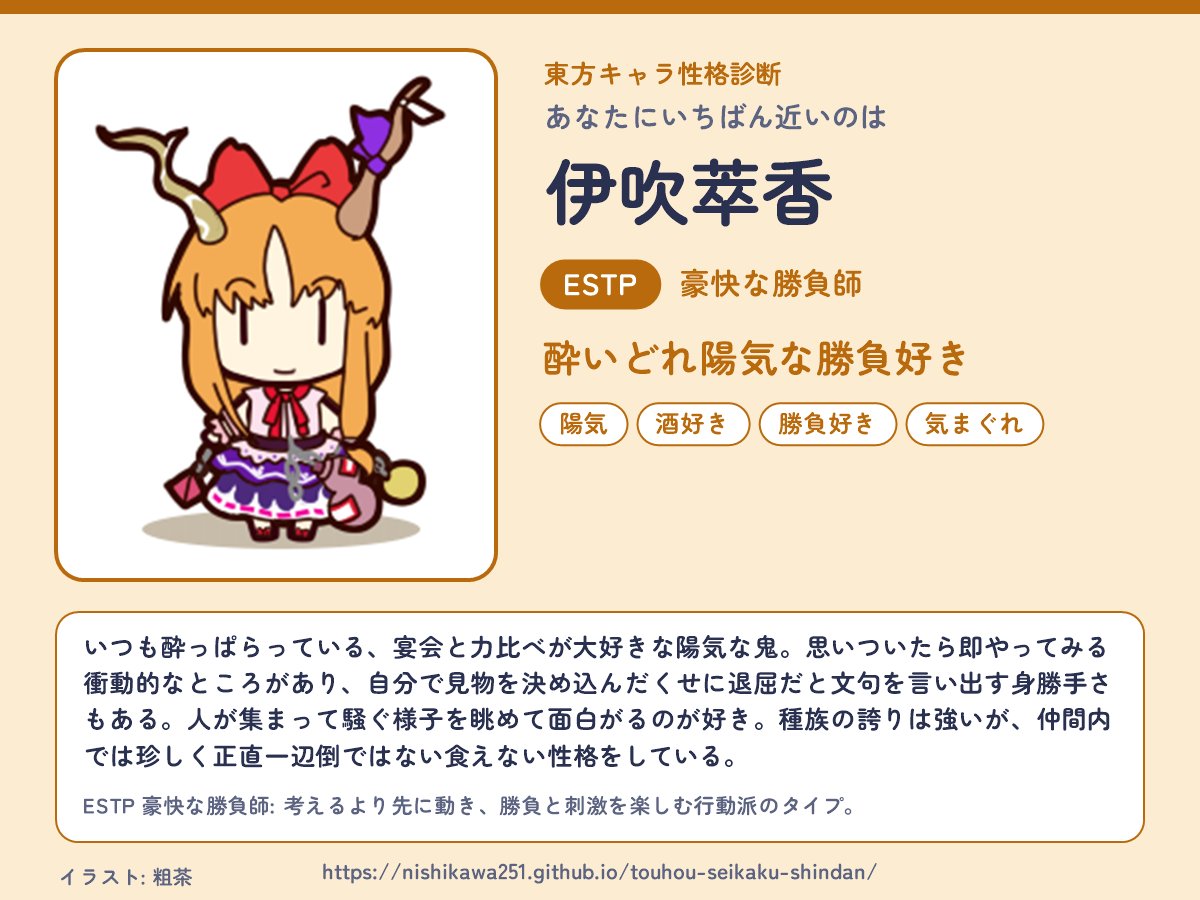 東方キャラ性格診断
あなたにいちばん近いのは
伊吹萃香
ESTP 豪快な勝負師
酔いどれ陽気な勝負好き
陽気 酒好き 勝負好き 気まぐれ
いつも酔っぱらっている、宴会と力比べが大好きな陽気な鬼。思いついたら即やってみる
衝動的なところがあり、自分で見物を決め込んだくせに退屈だと文句を言い出す身勝手さ
もある。人が集まって騒ぐ様子を眺めて面白がるのが好き。種族の誇りは強いが、仲間内
では珍しく正直一辺倒ではない食えない性格をしている。
ESTP 豪快な勝負師: 考えるより先に動き、勝負と刺激を楽しむ行動派のタイプ。
イラスト: 粗茶
https://nishikawa251.github.io/touhou-seikaku-shindan/